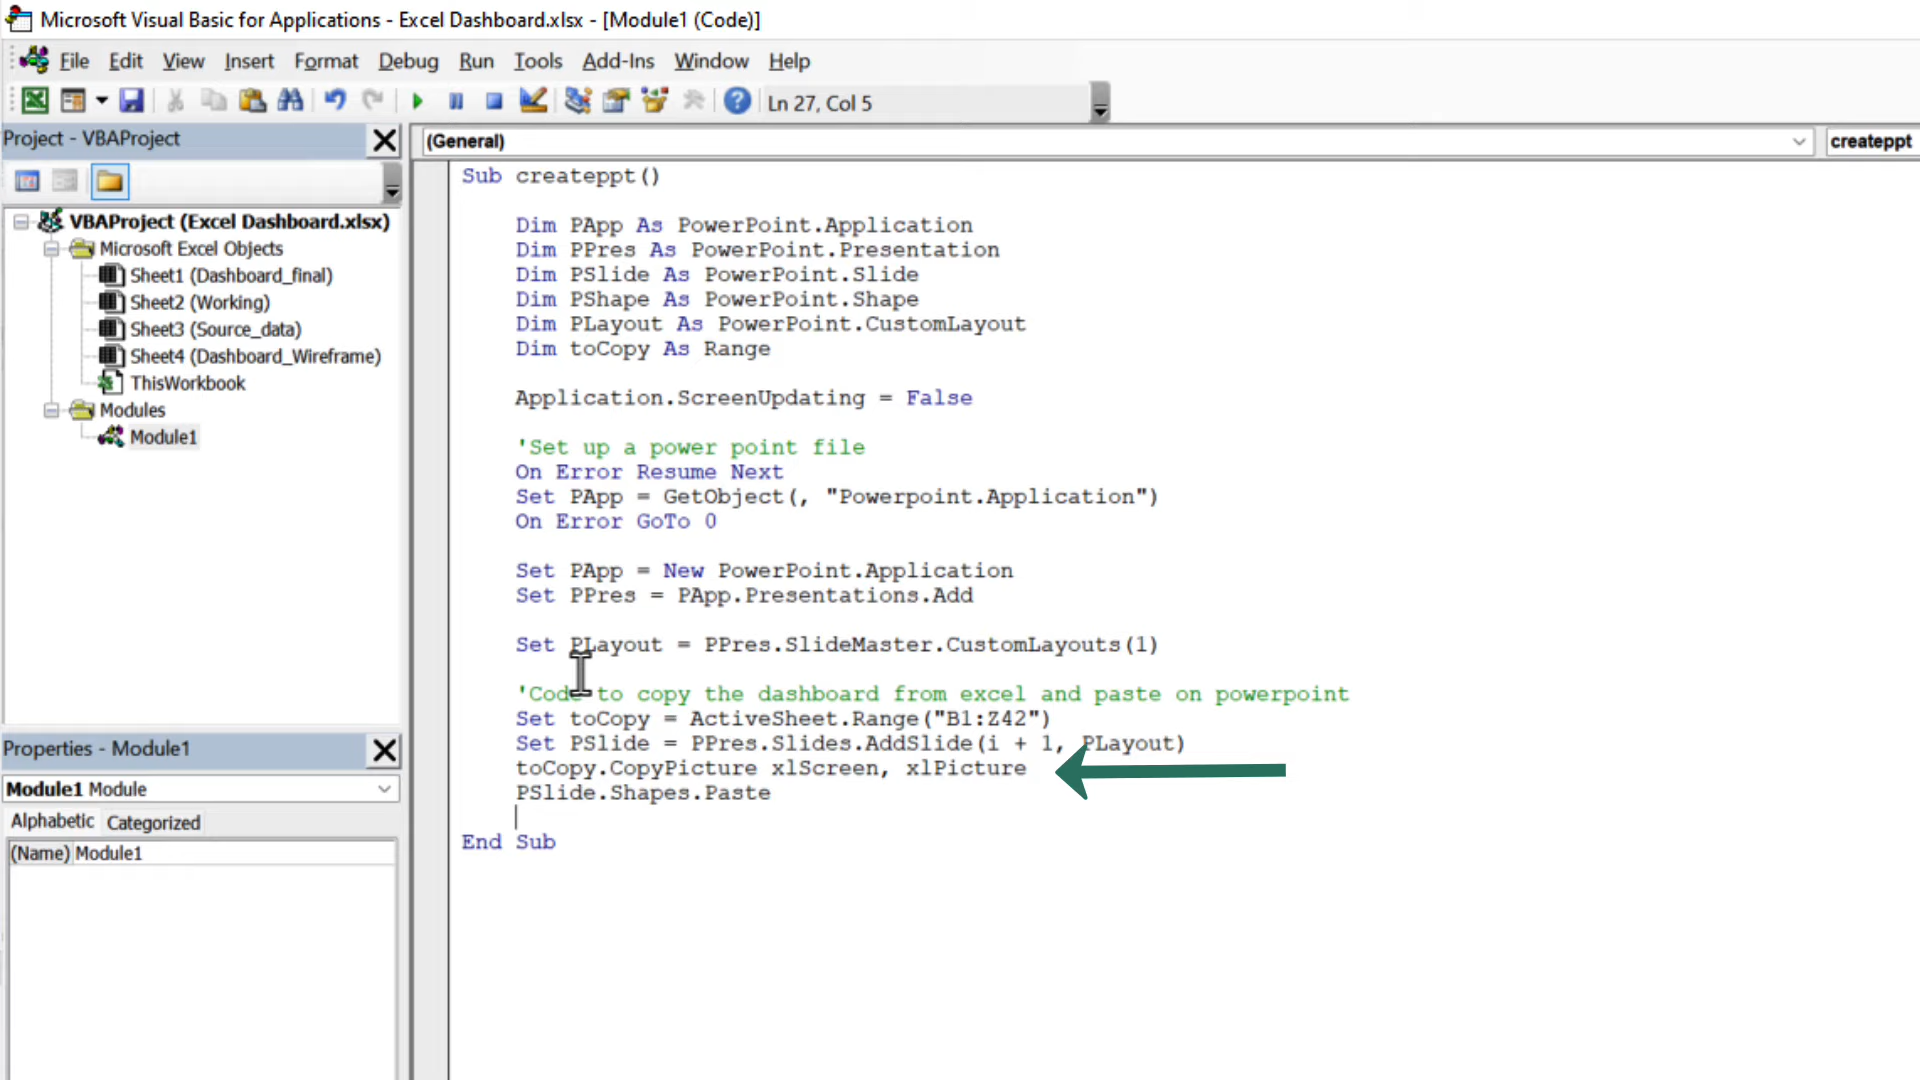 Microsoft Visual Basic for Applications - Excel Dashboard.xlsx - [Module1 (Code)]
File Edit View Insert Format Debug Run Tools Add-Ins Window Help
Ln 27, Col 5
Project - VBAProject
VBAProject (Excel Dashboard.xlsx)
Microsoft Excel Objects
Sheet1 (Dashboard_final)
Sheet2 (Working)
Sheet3 (Source_data)
Sheet4 (Dashboard_Wireframe)
ThisWorkbook
Modules
Module1
Properties - Module1
Module1 Module
Alphabetic Categorized
(Name) Module1
(General)
createppt
Sub createppt()
Dim PApp As PowerPoint.Application
Dim PPres As PowerPoint.Presentation
Dim PSlide As PowerPoint.Slide
Dim PShape As PowerPoint.Shape
Dim PLayout As PowerPoint.CustomLayout
Dim toCopy As Range
Application.ScreenUpdating = False
'Set up a power point file
On Error Resume Next
Set PApp = GetObject(, "Powerpoint.Application")
On Error GoTo 0
Set PApp = New PowerPoint.Application
Set PPres = PApp.Presentations.Add
Set PLayout = PPres.SlideMaster.CustomLayouts(1)
'Code to copy the dashboard from excel and paste on powerpoint
Set toCopy = ActiveSheet.Range("B1:Z42")
Set PSlide = PPres.Slides.AddSlide(i + 1, PLayout)
toCopy.CopyPicture xlScreen, xlPicture
PSlide.Shapes.Paste
End Sub